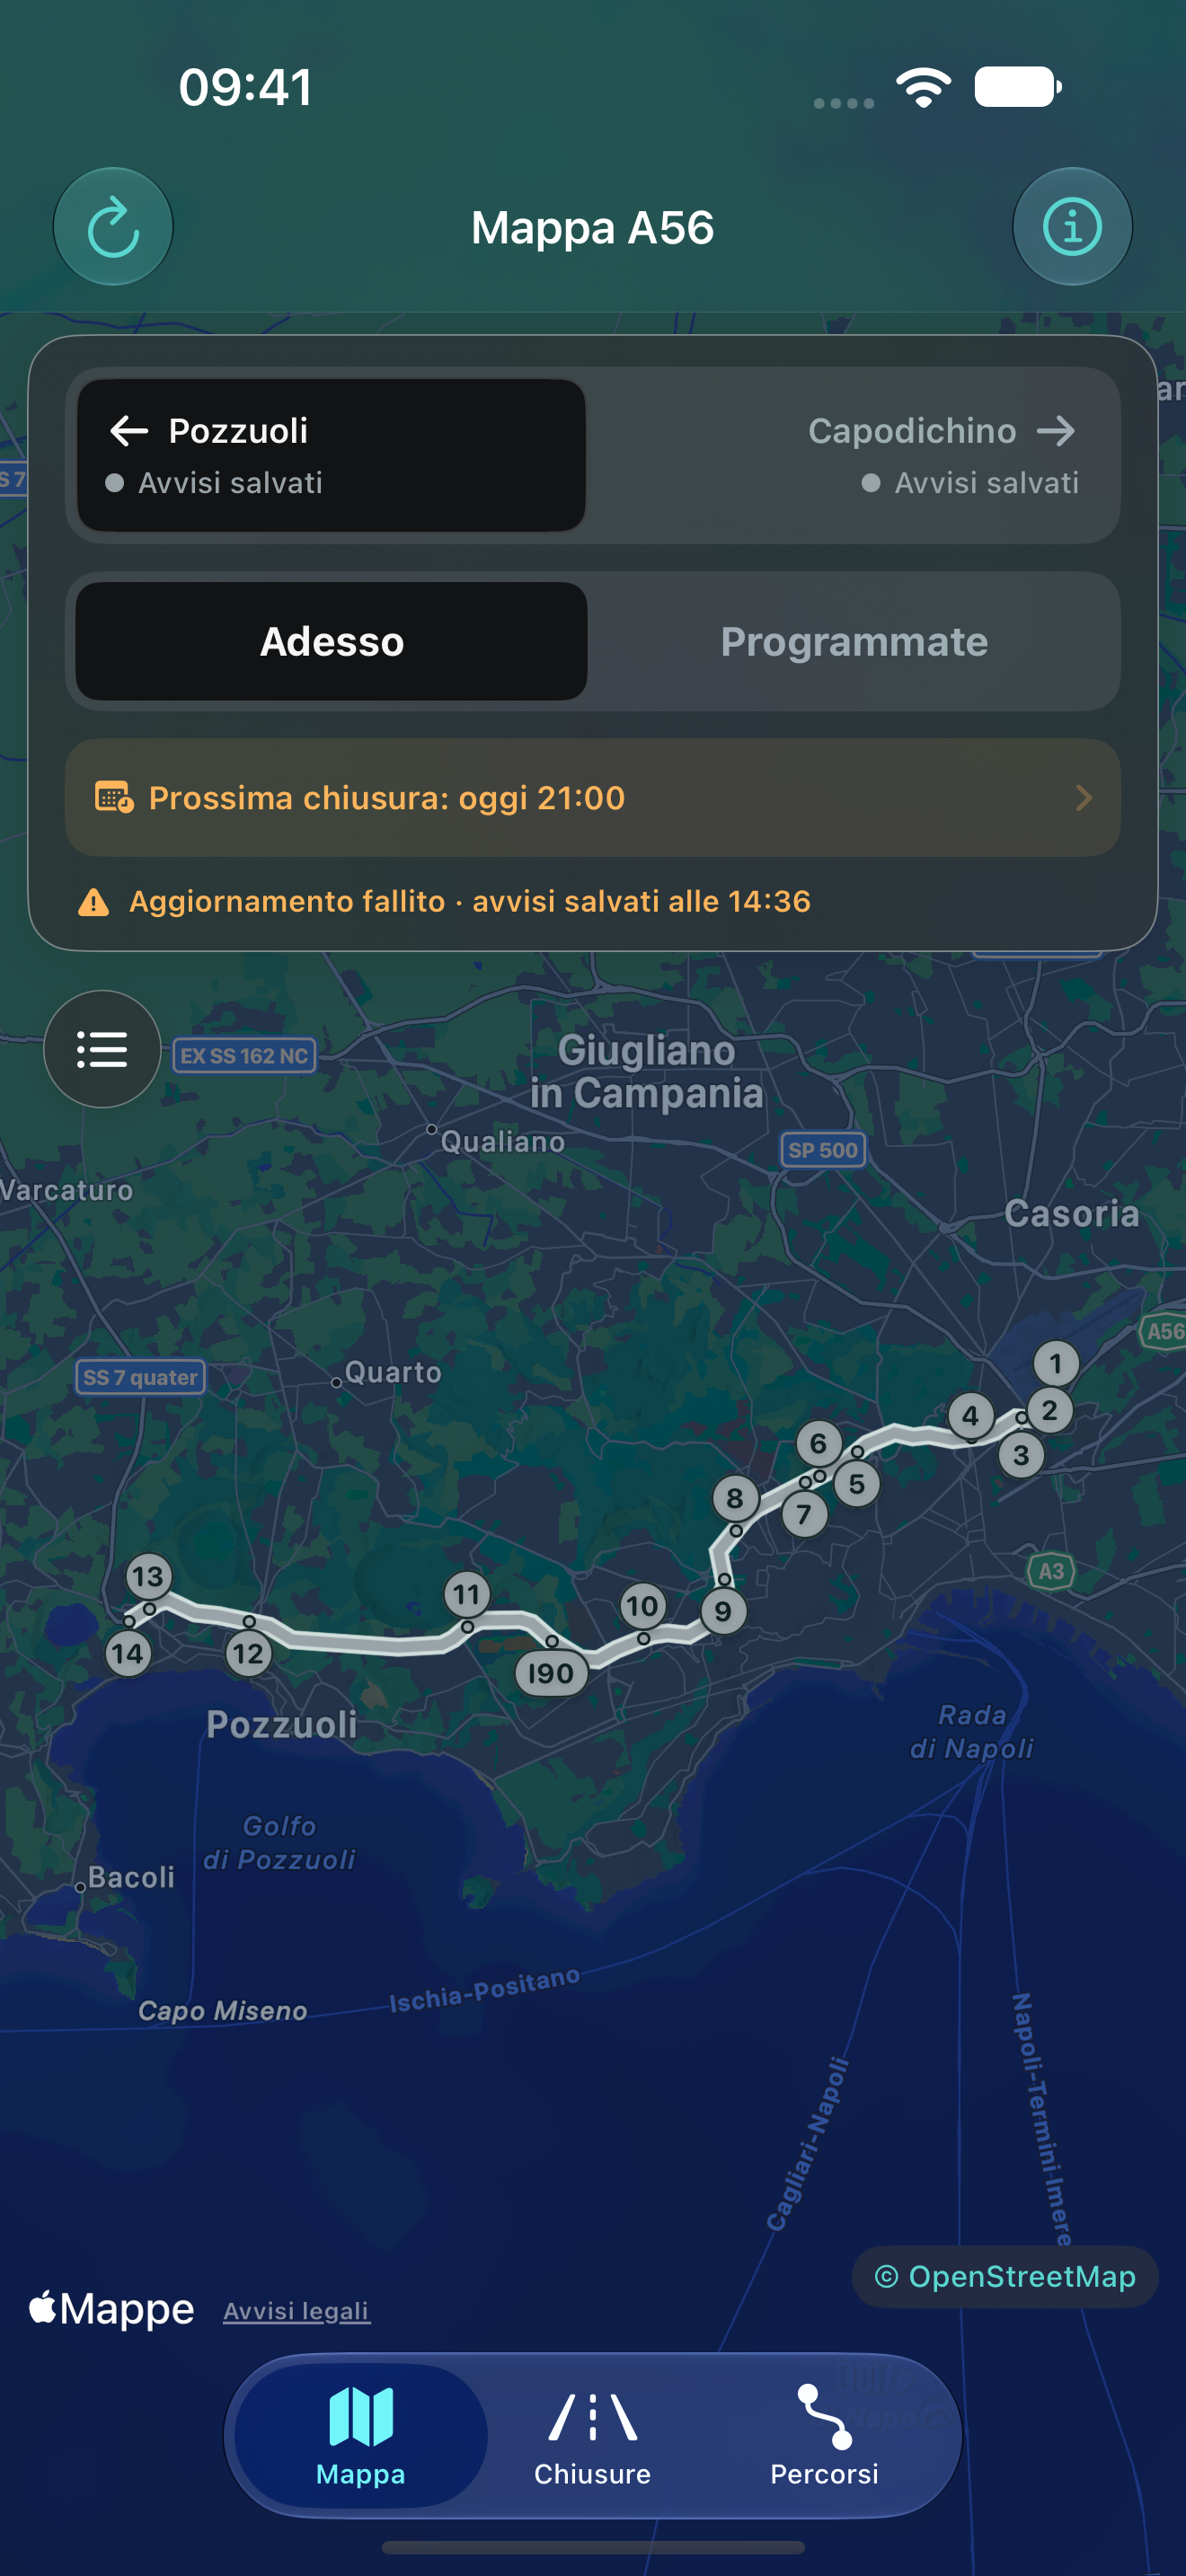 09:41
Mappa A56
← Pozzuoli
Avvisi salvati
Capodichino →
Avvisi salvati
Adesso
Programmate
Prossima chiusura: oggi 21:00
Aggiornamento fallito · avvisi salvati alle 14:36
EX SS 162 NC
Giugliano
in Campania
Qualiano
SP 500
Varcaturo
Casoria
A56
SS 7 quater
Quarto
1
2
3
4
5
6
7
8
9
10
11
I90
12
13
14
A3
Pozzuoli
Rada
di Napoli
Golfo
di Pozzuoli
Bacoli
Capo Miseno
Ischia-Positano
Cagliari-Napoli
Napoli-Termini Imere
© OpenStreetMap
Mappe
Avvisi legali
Mappa
Chiusure
Percorsi